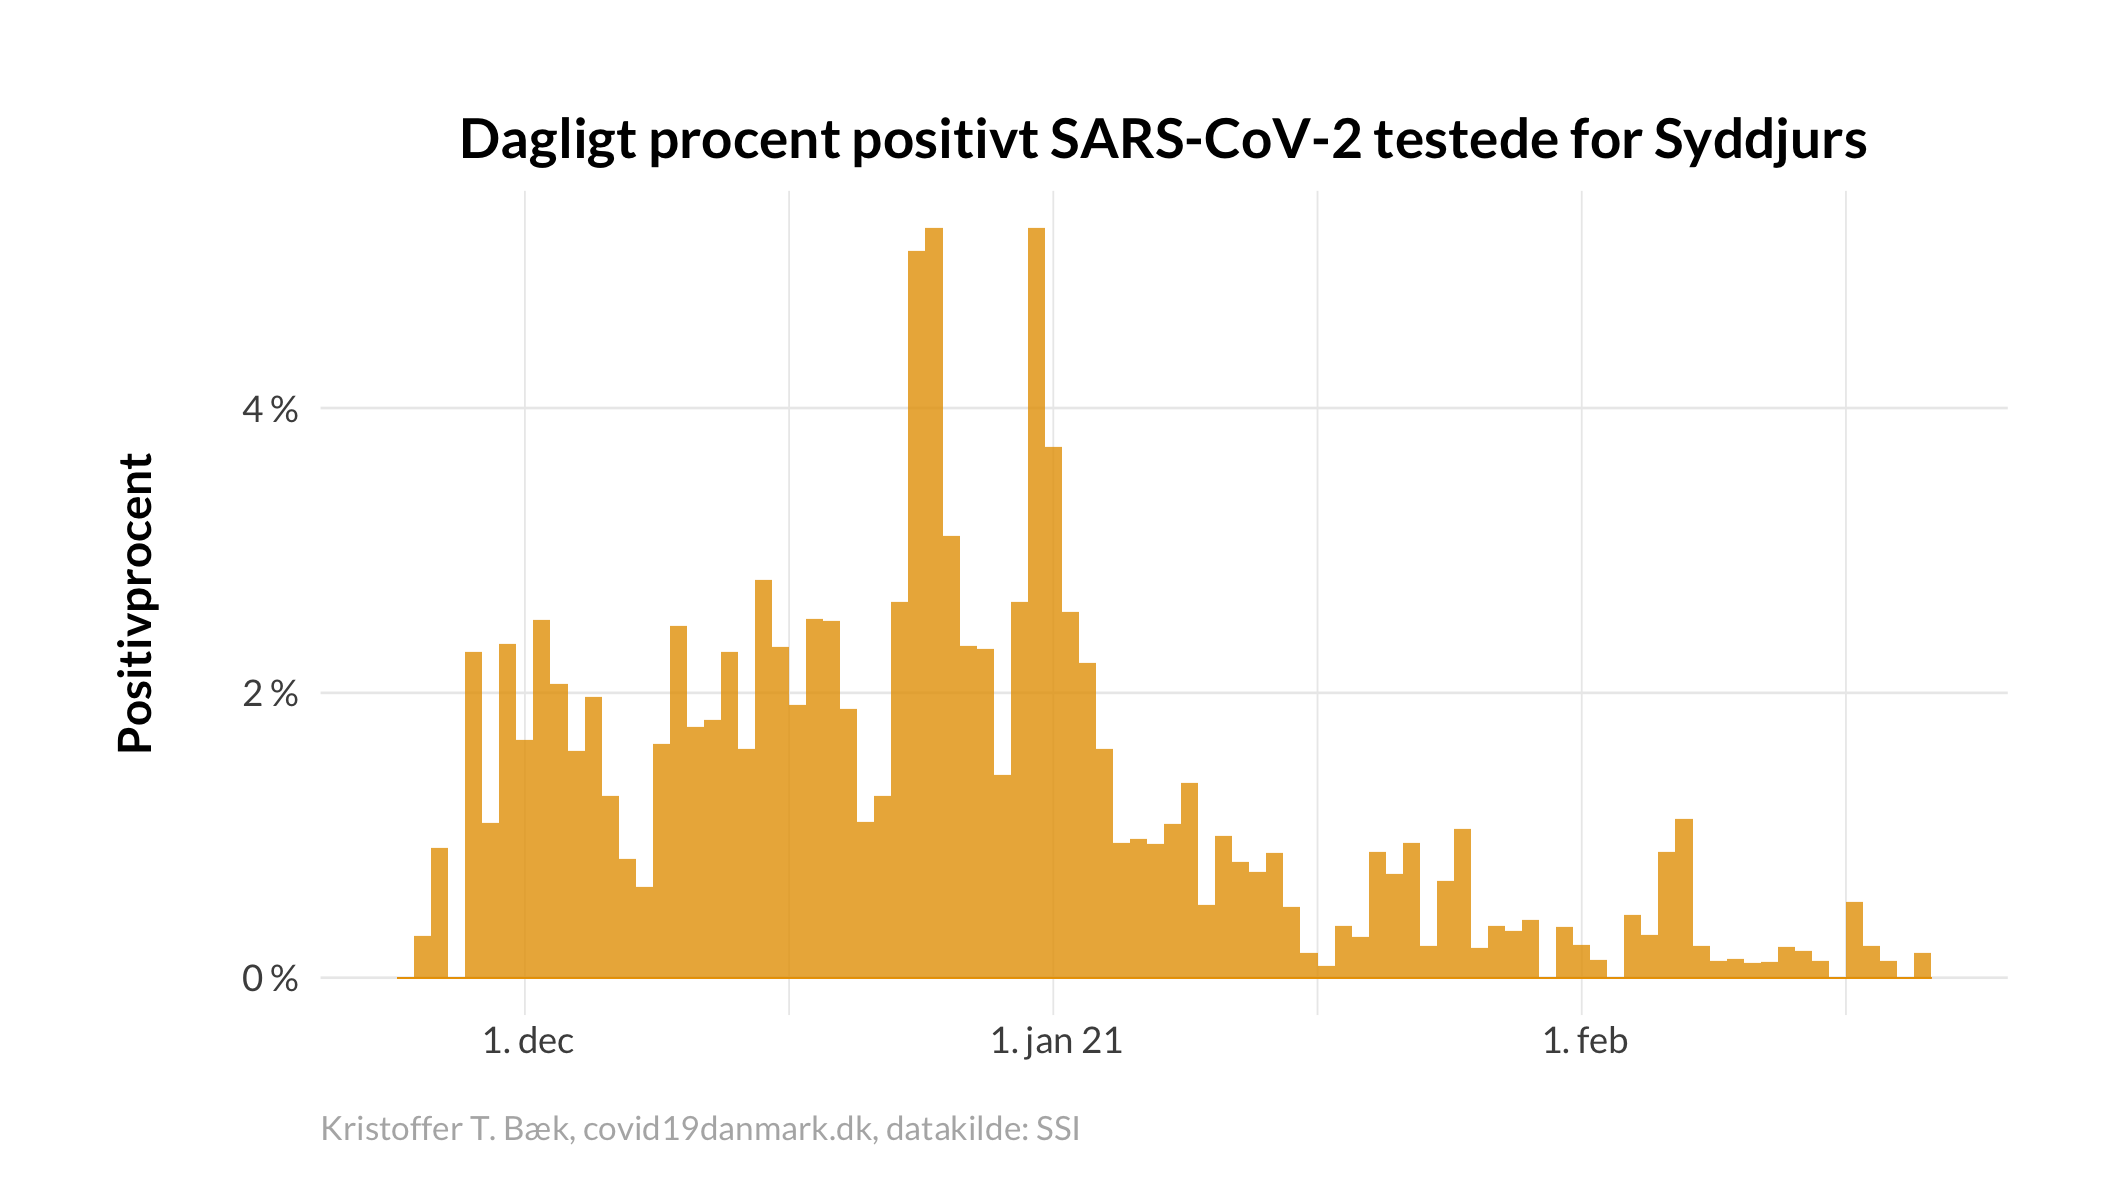 Dagligt procent positivt SARS-CoV-2 testede for Syddjurs
Positivprocent
4 %
2 %
0 %
1. dec
1. jan 21
1. feb
Kristoffer T. Bæk, covid19danmark.dk, datakilde: SSI